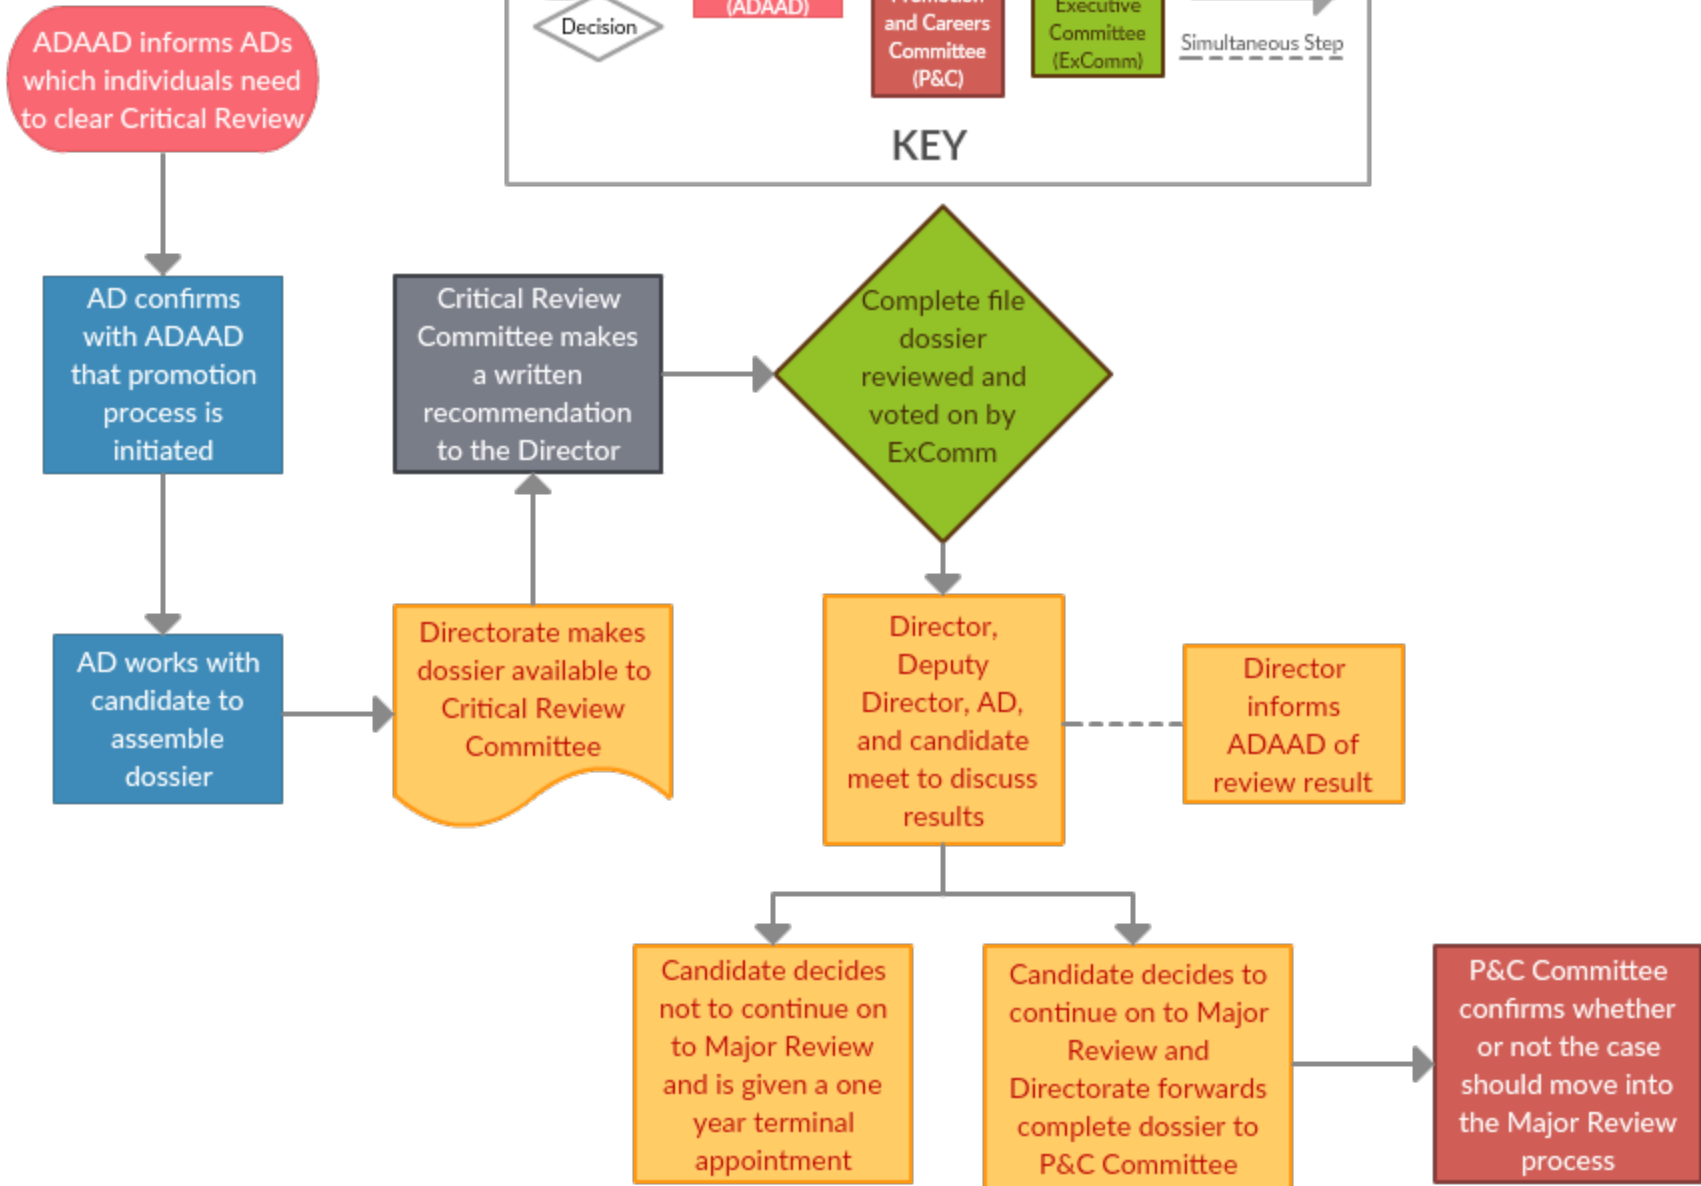 ADAAD informs ADs
which individuals need
to clear Critical Review
Decision
(ADAAD)
and Careers
Committee
(P&C)
Executive
Committee
(ExComm)
Simultaneous Step
KEY
AD confirms
with ADAAD
that promotion
process is
initiated
Critical Review
Committee makes
a written
recommendation
to the Director
Complete file
dossier
reviewed and
voted on by
ExComm
AD works with
candidate to
assemble
dossier
Directorate makes
dossier available to
Critical Review
Committee
Director,
Deputy
Director, AD,
and candidate
meet to discuss
results
Director
informs
ADAAD of
review result
Candidate decides
not to continue on
to Major Review
and is given a one
year terminal
appointment
Candidate decides to
continue on to Major
Review and
Directorate forwards
complete dossier to
P&C Committee
P&C Committee
confirms whether
or not the case
should move into
the Major Review
process